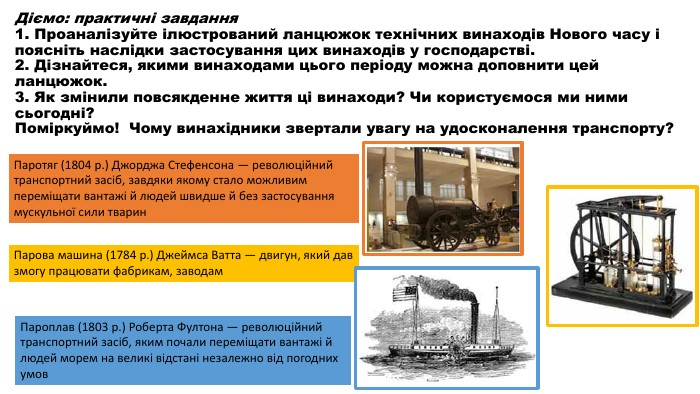 Діємо: практичні завдання
1. Проаналізуйте ілюстрований ланцюжок технічних винаходів Нового часу і
поясніть наслідки застосування цих винаходів у господарстві.
2. Дізнайтеся, якими винаходами цього періоду можна доповнити цей
ланцюжок.
3. Як змінили повсякденне життя ці винаходи? Чи користуємося ми ними
сьогодні?
Поміркуймо!  Чому винахідники звертали увагу на удосконалення транспорту?
Паротяг (1804 р.) Джорджа Стефенсона — революційний
транспортний засіб, завдяки якому стало можливим
переміщати вантажі й людей швидше й без застосування
мускульної сили тварин
Парова машина (1784 р.) Джеймса Ватта — двигун, який дав
змогу працювати фабрикам, заводам
Пароплав (1803 р.) Роберта Фултона — революційний
транспортний засіб, яким почали переміщати вантажі й
людей морем на великі відстані незалежно від погодних
умов